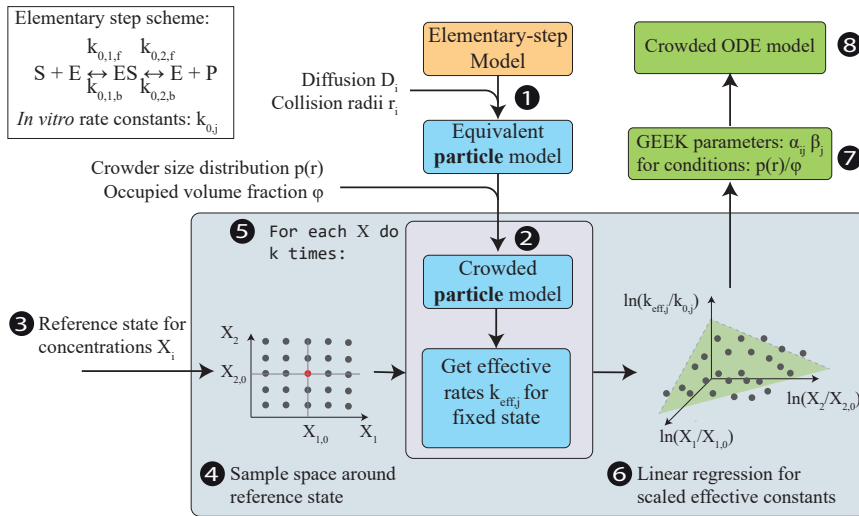 Elementary step scheme:
k0,1,f k0,2,f
S + E ↔ ES ↔ E + P
k0,1,b k0,2,b
In vitro rate constants: k0,j
Elementary-step
Model
Diffusion Di
Collision radii ri
1
Equivalent
particle model
Crowder size distribution p(r)
Occupied volume fraction φ
8
Crowded ODE model
GEEK parameters: αij βj
for conditions: p(r)/φ
7
5 For each X do
k times:
2
Crowded
particle model
Get effective
rates keff,j for
fixed state
3 Reference state for
concentrations Xi
X2
X2,0
X1,0 X1
4 Sample space around
reference state
ln(keff,j/k0,j)
ln(X2/X2,0)
ln(X1/X1,0)
6 Linear regression for
scaled effective constants